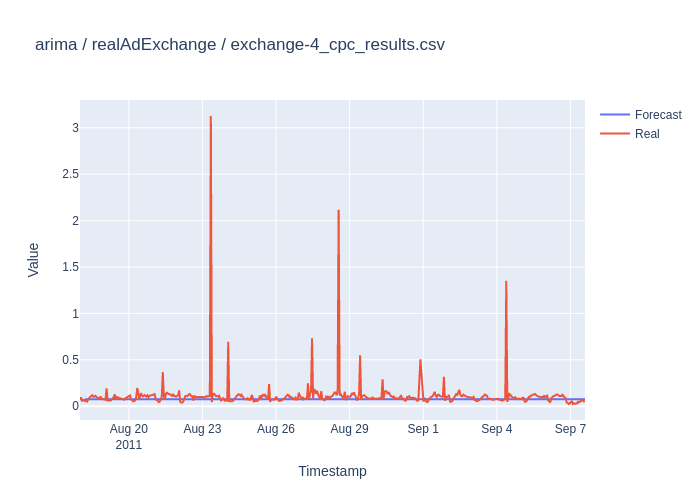 arima / realAdExchange / exchange-4_cpc_results.csv
Forecast
Real
3
2.5
2
1.5
1
0.5
0
Value
Aug 20
2011
Aug 23
Aug 26
Aug 29
Sep 1
Sep 4
Sep 7
Timestamp